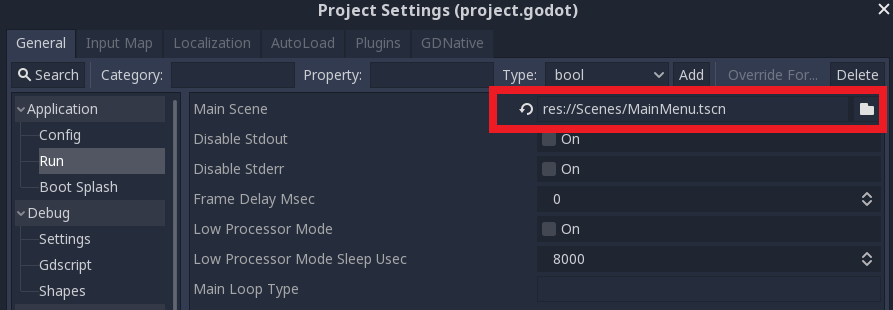 Project Settings (project.godot)
General Input Map Localization AutoLoad Plugins GDNative
Search Category: Property: Type: bool Add Override For... Delete
Application Main Scene res://Scenes/MainMenu.tscn
Config Disable Stdout On
Run Disable Stderr On
Boot Splash Frame Delay Msec 0
Debug Low Processor Mode On
Settings Low Processor Mode Sleep Usec 8000
Gdscript Main Loop Type
Shapes